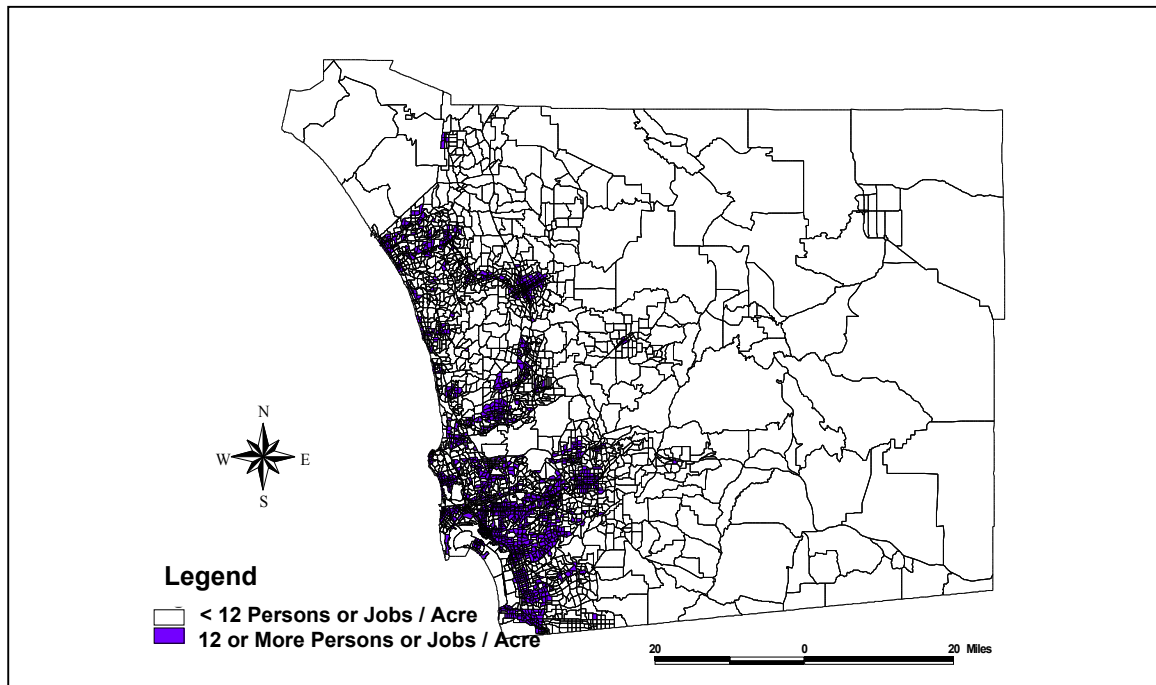 N
W E
S
Legend
< 12 Persons or Jobs / Acre
12 or More Persons or Jobs / Acre
20 0 20 Miles